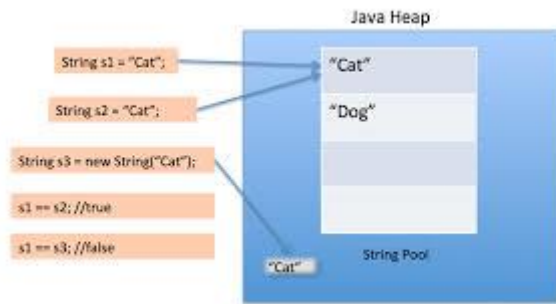 Java Heap
String s1 = "Cat";
"Cat"
String s2 = "Cat";
"Dog"
String s3 = new String("Cat");
s1 == s2; //true
s1 == s3; //false
"Cat"
String Pool